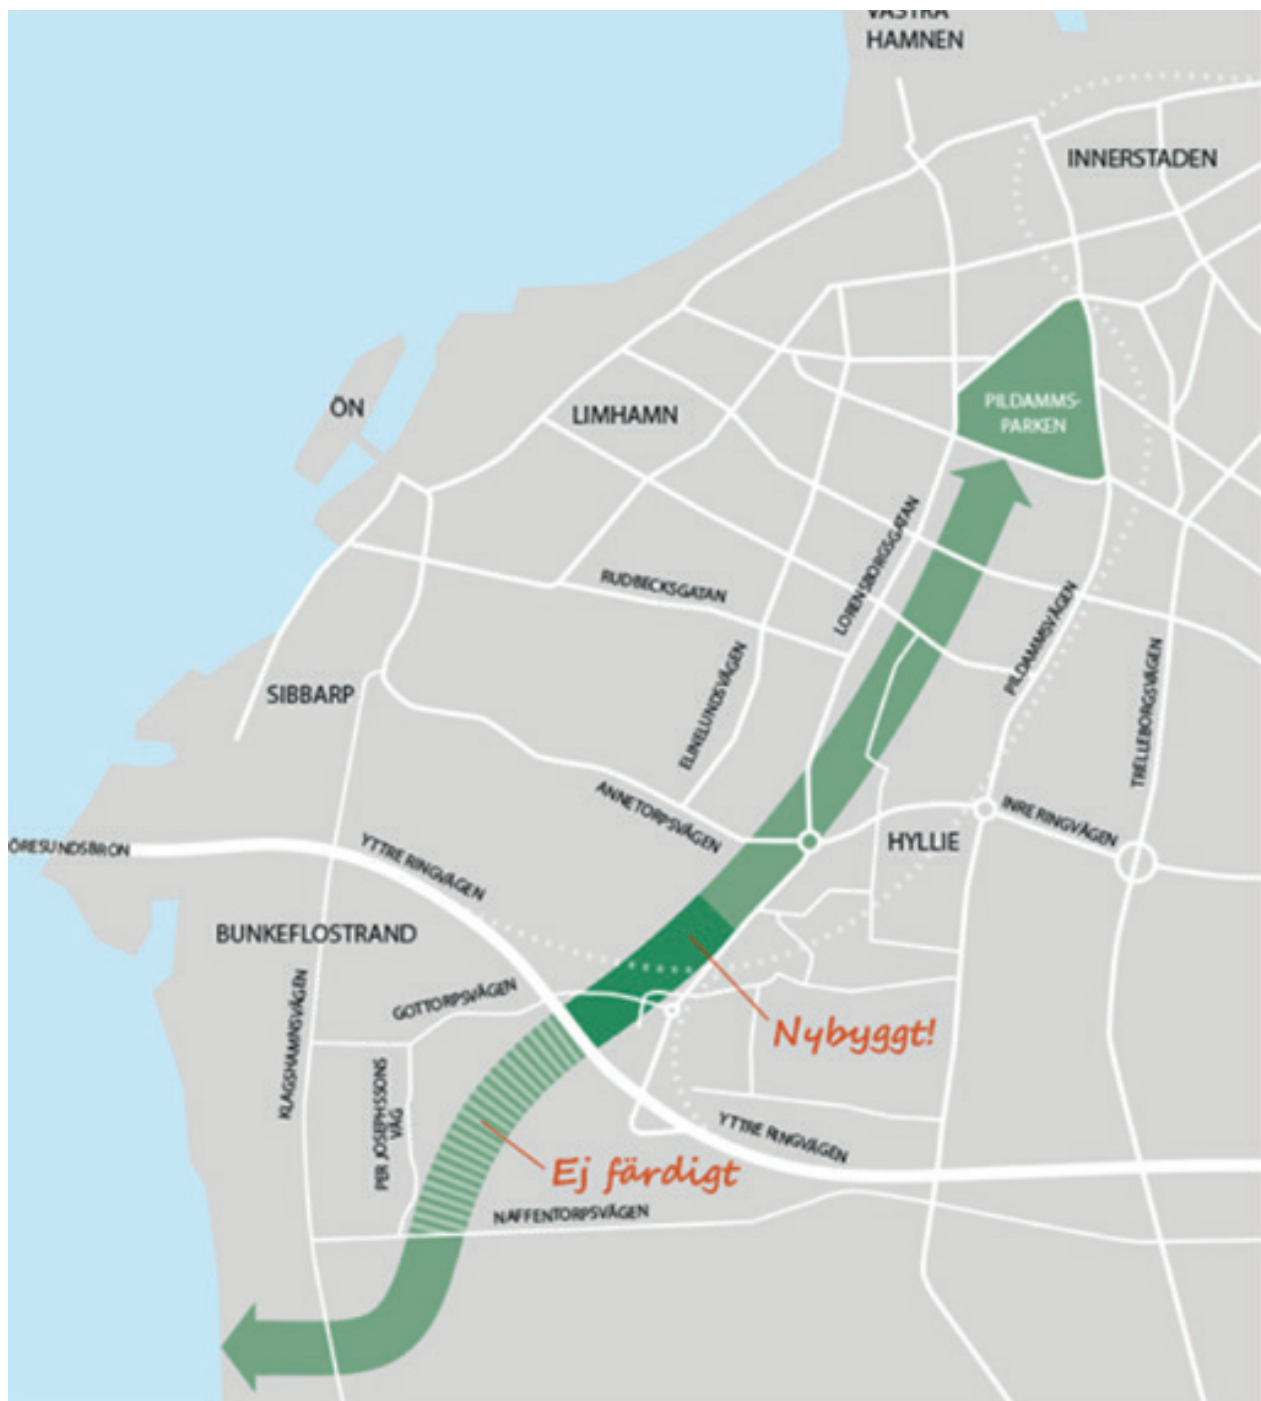 VÄSTRA
HAMNEN
INNERSTADEN
PILDAMMS-
PARKEN
ÖN
LIMHAMN
LORENSBORGSGATAN
RUDBECKSGATAN
PILDAMMSVÄGEN
TRELLEBORGSVÄGEN
ELINELUNDSVÄGEN
SIBBARP
ANNETORPSVÄGEN
INRE RINGVÄGEN
HYLLIE
ÖRESUNDSBRON
YTTRE RINGVÄGEN
BUNKEFLOSTRAND
GOTTORPSVÄGEN
KLAGSHAMNSVÄGEN
Nybyggt!
PER JOSEPHSSONS
VÄG
YTTRE RINGVÄGEN
Ej färdigt
NAFFENTORPSVÄGEN